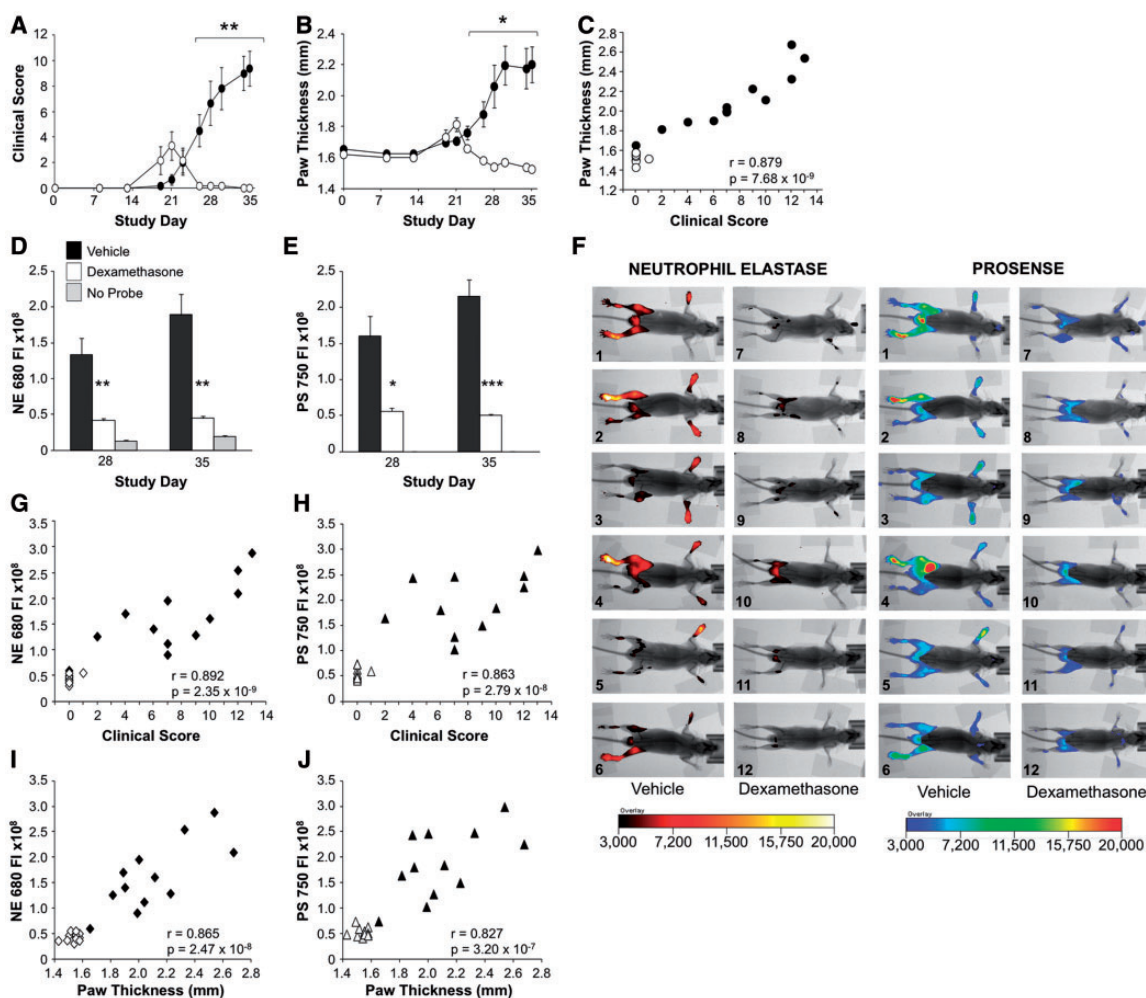 A
**
12
10
8
6
4
2
0
Clinical Score
0 7 14 21 28 35
Study Day
B
*
2.4
2.2
2.0
1.8
1.6
1.4
Paw Thickness (mm)
0 7 14 21 28 35
Study Day
C
2.8
2.6
2.4
2.2
2.0
1.8
1.6
1.4
1.2
Paw Thickness (mm)
r = 0.879
p = 7.68 x 10-9
0 2 4 6 8 10 12 14
Clinical Score
D
Vehicle
Dexamethasone
No Probe
2.5
2.0
1.5
1.0
0.5
0
NE 680 FI x10⁸
** **
28 35
Study Day
E
2.5
2.0
1.5
1.0
0.5
0
PS 750 FI x10⁸
* ***
28 35
Study Day
F
NEUTROPHIL ELASTASE PROSENSE
1 7 1 7
2 8 2 8
3 9 3 9
4 10 4 10
5 11 5 11
6 12 6 12
Vehicle Dexamethasone Vehicle Dexamethasone
Overlay
3,000 7,200 11,500 15,750 20,000
Overlay
3,000 7,200 11,500 15,750 20,000
G
3.5
3.0
2.5
2.0
1.5
1.0
0.5
0
NE 680 FI x10⁸
r = 0.892
p = 2.35 x 10-9
0 2 4 6 8 10 12 14
Clinical Score
H
3.5
3.0
2.5
2.0
1.5
1.0
0.5
0
PS 750 FI x10⁸
r = 0.863
p = 2.79 x 10-8
0 2 4 6 8 10 12 14
Clinical Score
I
3.5
3.0
2.5
2.0
1.5
1.0
0.5
0
NE 680 FI x10⁸
r = 0.865
p = 2.47 x 10-8
1.4 1.6 1.8 2.0 2.2 2.4 2.6 2.8
Paw Thickness (mm)
J
3.5
3.0
2.5
2.0
1.5
1.0
0.5
0
PS 750 FI x10⁸
r = 0.827
p = 3.20 x 10-7
1.4 1.6 1.8 2.0 2.2 2.4 2.6 2.8
Paw Thickness (mm)